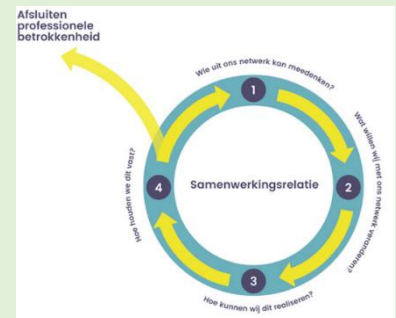 Afsluiten
professionele
betrokkenheid
Wie uit ons netwerk kan meedenken?
1
Wat willen wij met ons netwerk veranderen?
2
Samenwerkingsrelatie
4
Hoe houden we dit vast?
3
Hoe kunnen wij dit realiseren?